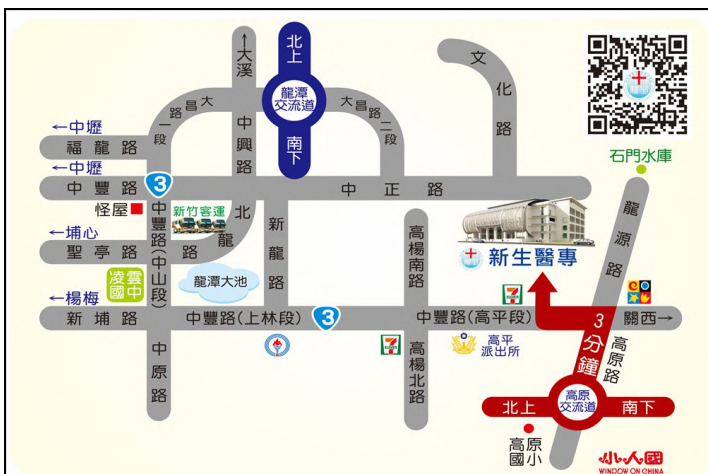 ←大溪
北上
龍潭
交流道
南下
大昌路一段
大昌路二段
文化路
中興路
←中壢
福龍路
←中壢
中豐路
3
中正路
石門水庫
怪屋
新竹客運
北龍路
←埔心
聖亭路
中豐路(中山段)
新龍路
高楊南路
新生醫專
龍源路
凌雲
國中
龍潭大池
←楊梅
新埔路
中豐路(上林段)
3
中豐路(高平段)
7
ELEVEN
關西→
3分鐘
高原路
中原路
7
ELEVEN
高平
派出所
高楊北路
高原
交流道
北上
南下
高原
國小
小人國
WINDOW ON CHINA